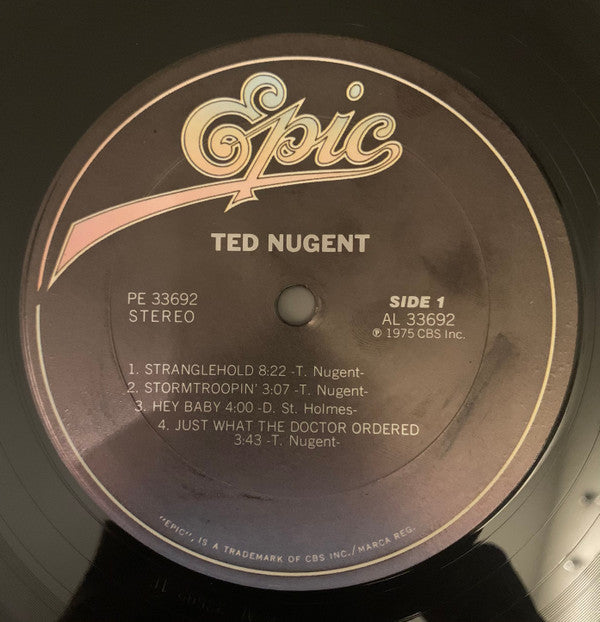 Epic
TED NUGENT
PE 33692
STEREO
SIDE 1
AL 33692
℗ 1975 CBS Inc.
1. STRANGLEHOLD 8:22 -T. Nugent-
2. STORMTROOPIN' 3:07 -T. Nugent-
3. HEY BABY 4:00 -D. St. Holmes-
4. JUST WHAT THE DOCTOR ORDERED
3:43 -T. Nugent-
"EPIC", IS A TRADEMARK OF CBS INC./MARCA REG.